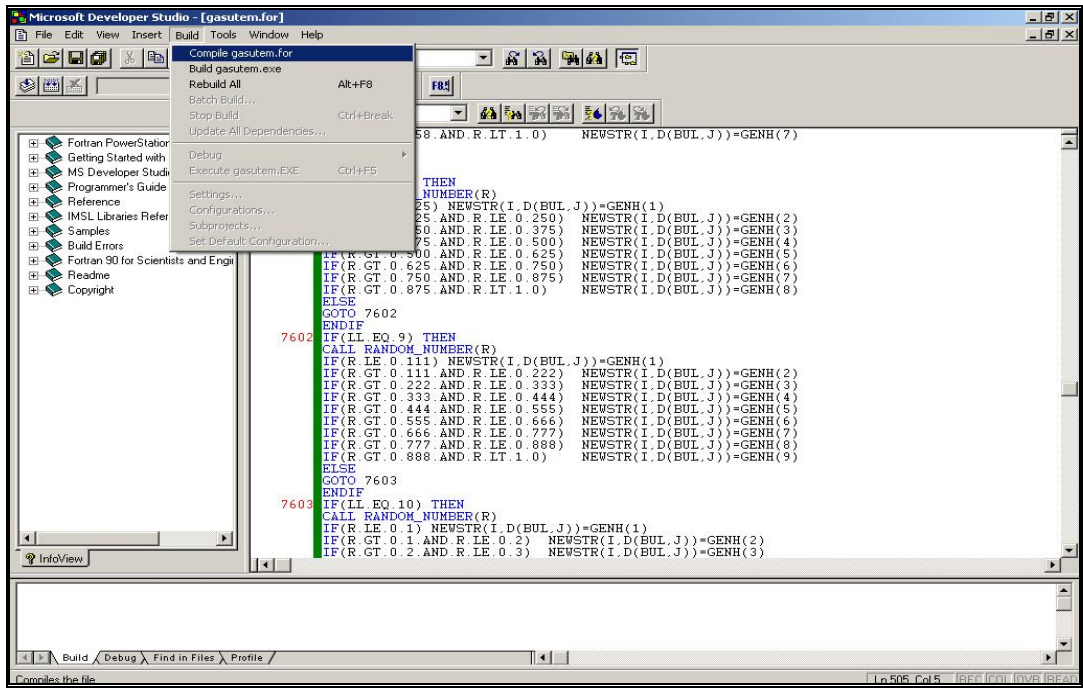 Microsoft Developer Studio - [gasutem.for]
File Edit View Insert Build Tools Window Help
Compile gasutem.for
Build gasutem.exe
Rebuild All Alt+F8
Batch Build...
Stop Build Ctrl+Break
Update All Dependencies...
Debug
Execute gasutem.EXE Ctrl+F5
Settings...
Configurations...
Subprojects...
Set Default Configuration...
Fortran PowerStation
Getting Started with
MS Developer Studi
Programmer's Guide
Reference
IMSL Libraries Refer
Samples
Build Errors
Fortran 90 for Scientists and Engi
Readme
Copyright
InfoView
58.AND.R.LT.1.0) NEWSTR(I,D(BUL,J))=GENH(7)
THEN
NUMBER(R)
25) NEWSTR(I,D(BUL,J))=GENH(1)
25.AND.R.LE.0.250) NEWSTR(I,D(BUL,J))=GENH(2)
50.AND.R.LE.0.375) NEWSTR(I,D(BUL,J))=GENH(3)
75.AND.R.LE.0.500) NEWSTR(I,D(BUL,J))=GENH(4)
IF(R.GT.0.500.AND.R.LE.0.625) NEWSTR(I,D(BUL,J))=GENH(5)
IF(R.GT.0.625.AND.R.LE.0.750) NEWSTR(I,D(BUL,J))=GENH(6)
IF(R.GT.0.750.AND.R.LE.0.875) NEWSTR(I,D(BUL,J))=GENH(7)
IF(R.GT.0.875.AND.R.LT.1.0) NEWSTR(I,D(BUL,J))=GENH(8)
ELSE
GOTO 7602
ENDIF
7602 IF(LL.EQ.9) THEN
CALL RANDOM_NUMBER(R)
IF(R.LE.0.111) NEWSTR(I,D(BUL,J))=GENH(1)
IF(R.GT.0.111.AND.R.LE.0.222) NEWSTR(I,D(BUL,J))=GENH(2)
IF(R.GT.0.222.AND.R.LE.0.333) NEWSTR(I,D(BUL,J))=GENH(3)
IF(R.GT.0.333.AND.R.LE.0.444) NEWSTR(I,D(BUL,J))=GENH(4)
IF(R.GT.0.444.AND.R.LE.0.555) NEWSTR(I,D(BUL,J))=GENH(5)
IF(R.GT.0.555.AND.R.LE.0.666) NEWSTR(I,D(BUL,J))=GENH(6)
IF(R.GT.0.666.AND.R.LE.0.777) NEWSTR(I,D(BUL,J))=GENH(7)
IF(R.GT.0.777.AND.R.LE.0.888) NEWSTR(I,D(BUL,J))=GENH(8)
IF(R.GT.0.888.AND.R.LT.1.0) NEWSTR(I,D(BUL,J))=GENH(9)
ELSE
GOTO 7603
ENDIF
7603 IF(LL.EQ.10) THEN
CALL RANDOM_NUMBER(R)
IF(R.LE.0.1) NEWSTR(I,D(BUL,J))=GENH(1)
IF(R.GT.0.1.AND.R.LE.0.2) NEWSTR(I,D(BUL,J))=GENH(2)
IF(R.GT.0.2.AND.R.LE.0.3) NEWSTR(I,D(BUL,J))=GENH(3)
Build Debug Find in Files Profile
Compiles the file
Ln 505, Col 5 REC COL OVR READ